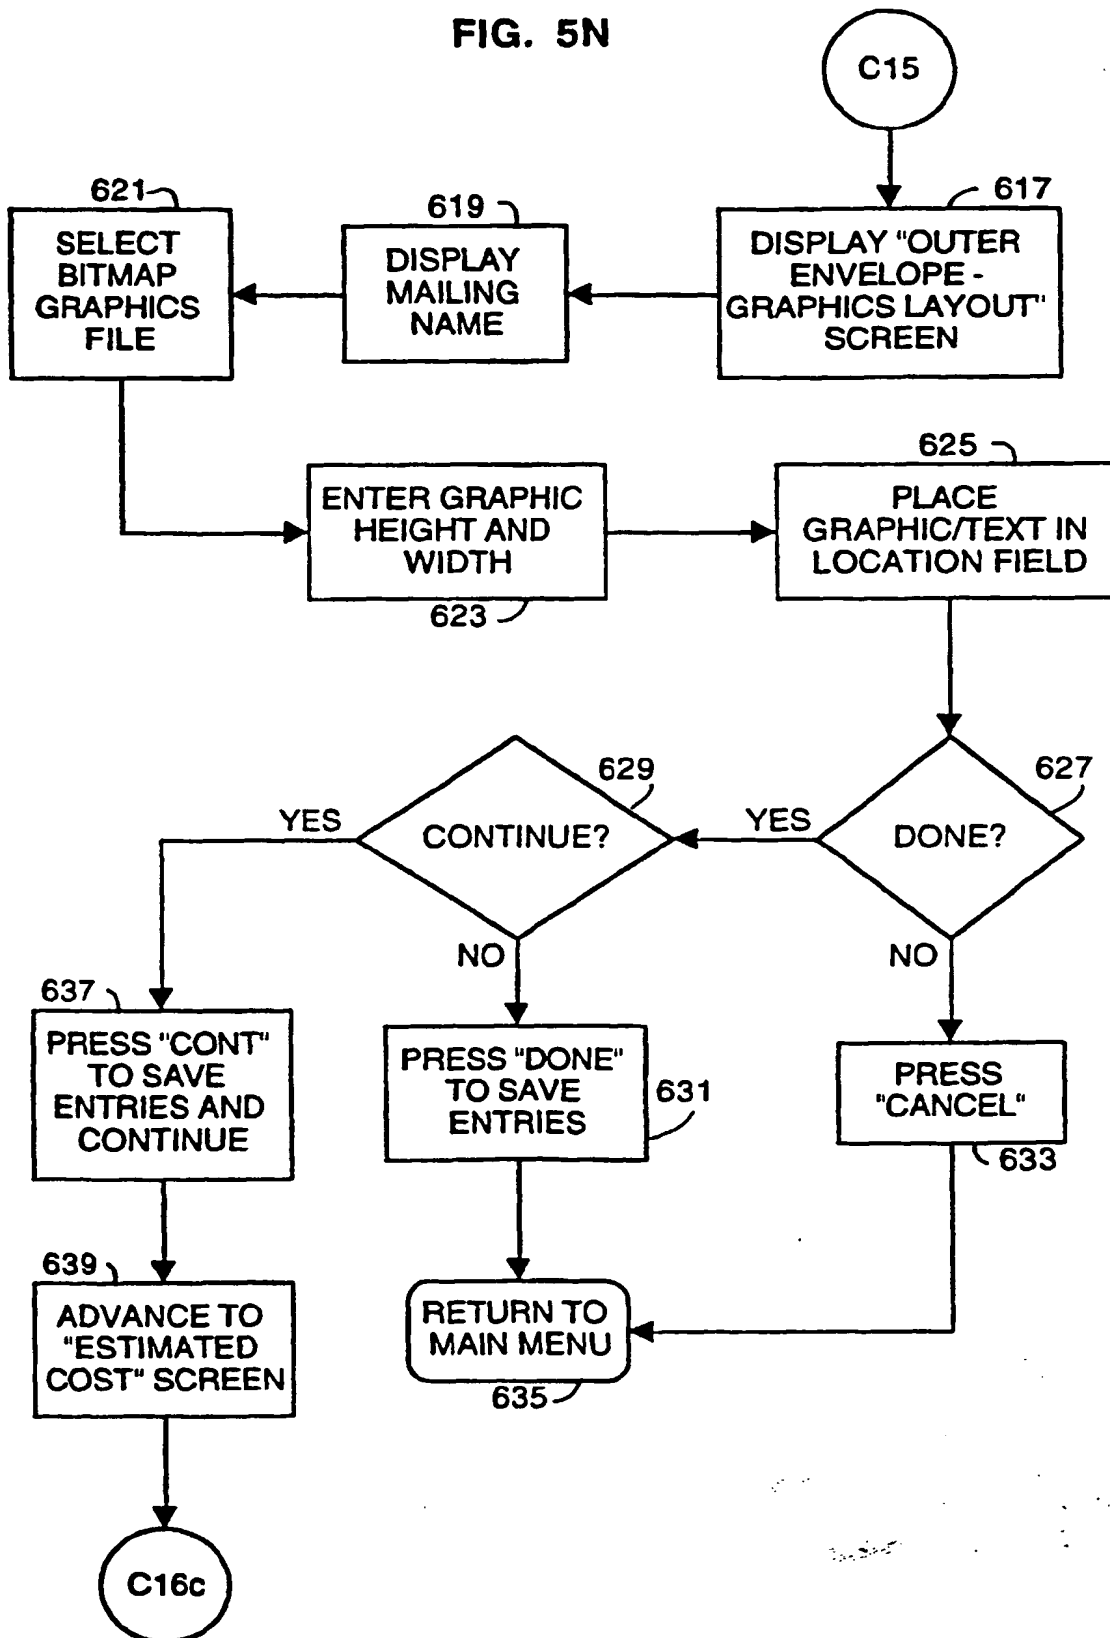 FIG. 5N
C15
617
DISPLAY "OUTER
ENVELOPE -
GRAPHICS LAYOUT"
SCREEN
619
DISPLAY
MAILING
NAME
621
SELECT
BITMAP
GRAPHICS
FILE
ENTER GRAPHIC
HEIGHT AND
WIDTH
623
625
PLACE
GRAPHIC/TEXT IN
LOCATION FIELD
627
DONE?
YES
NO
629
CONTINUE?
YES
NO
637
PRESS "CONT"
TO SAVE
ENTRIES AND
CONTINUE
PRESS "DONE"
TO SAVE
ENTRIES
631
PRESS
"CANCEL"
633
639
ADVANCE TO
"ESTIMATED
COST" SCREEN
RETURN TO
MAIN MENU
635
C16c